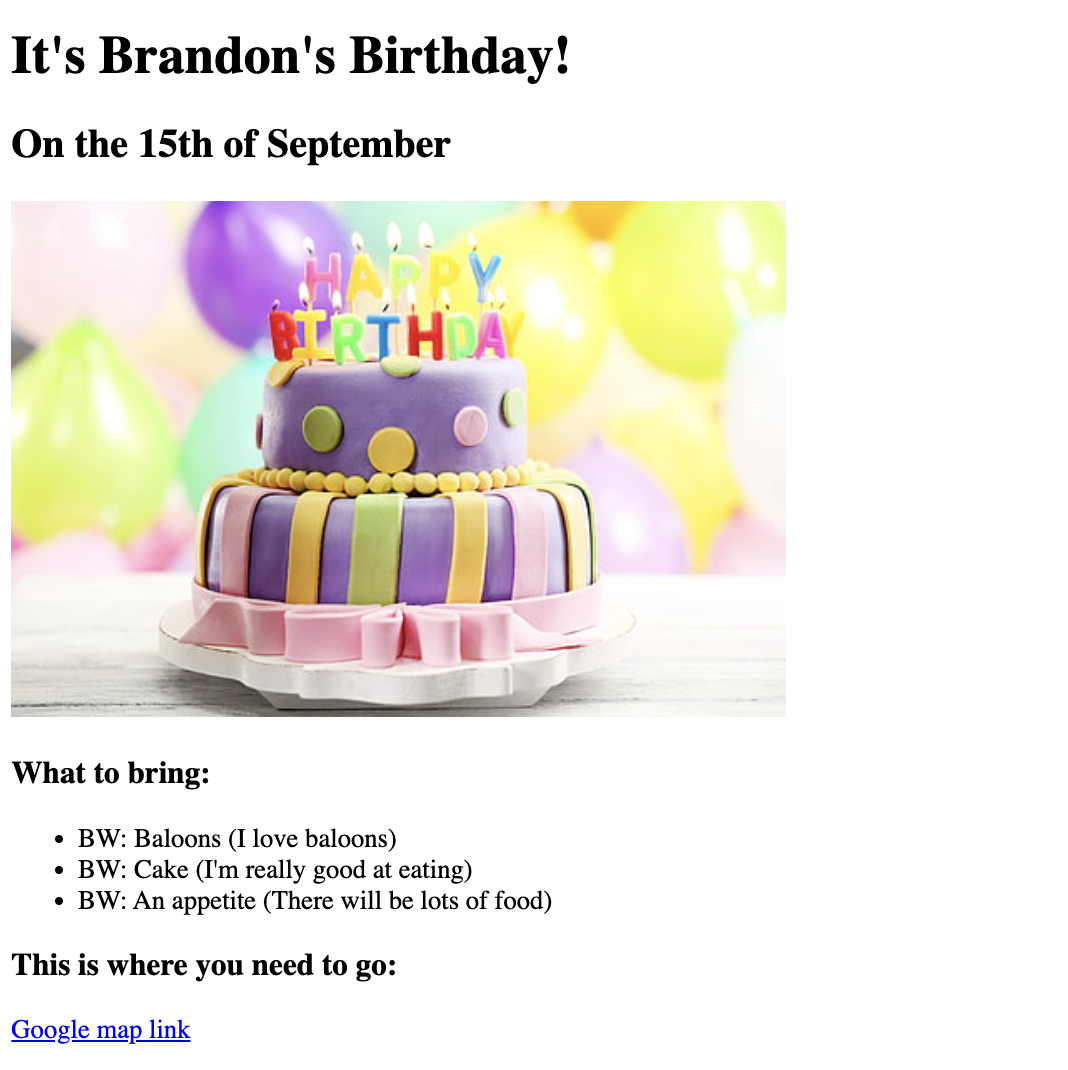 It's Brandon's Birthday!
On the 15th of September
HAPPY
BIRTHDAY
What to bring:
BW: Baloons (I love baloons)
BW: Cake (I'm really good at eating)
BW: An appetite (There will be lots of food)
This is where you need to go:
Google map link